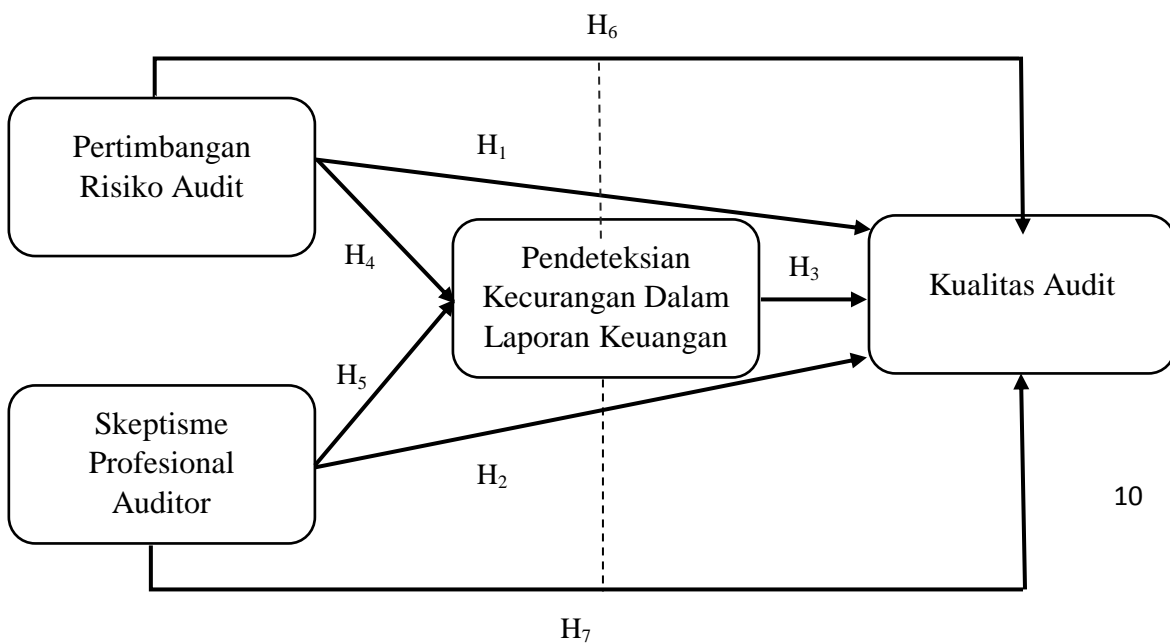 H₆
Pertimbangan
Risiko Audit
H₁
H₄
Pendeteksian
Kecurangan Dalam
Laporan Keuangan
H₃
Kualitas Audit
H₅
Skeptisme
Profesional
Auditor
H₂
10
H₇